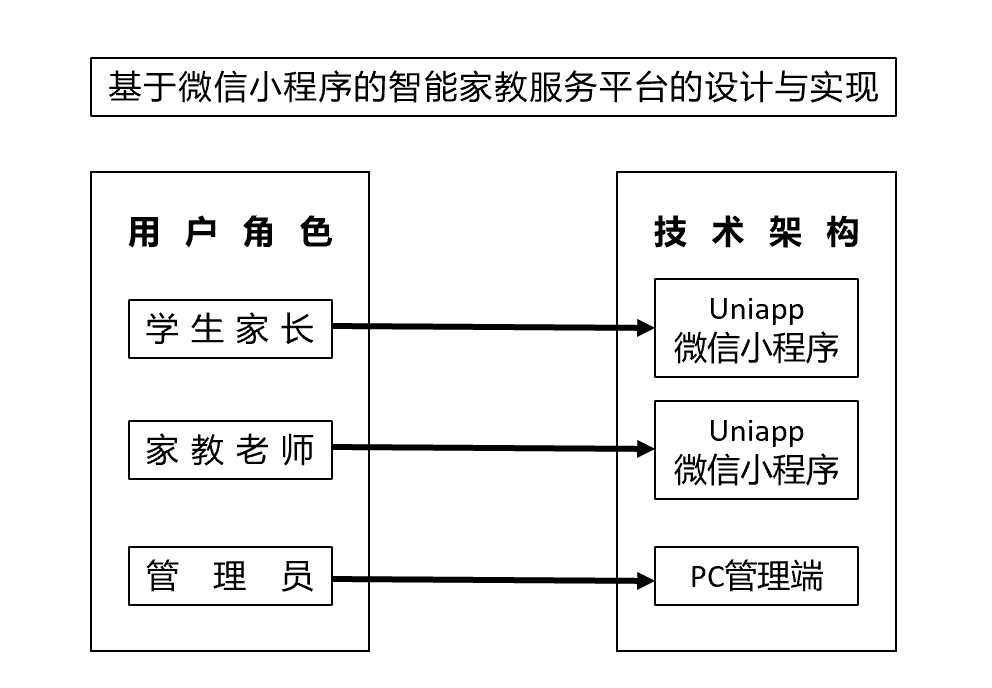 基于微信小程序的智能家教服务平台的设计与实现
用户角色
学生家长
家教老师
管理员
技术架构
Uniapp
微信小程序
Uniapp
微信小程序
PC管理端